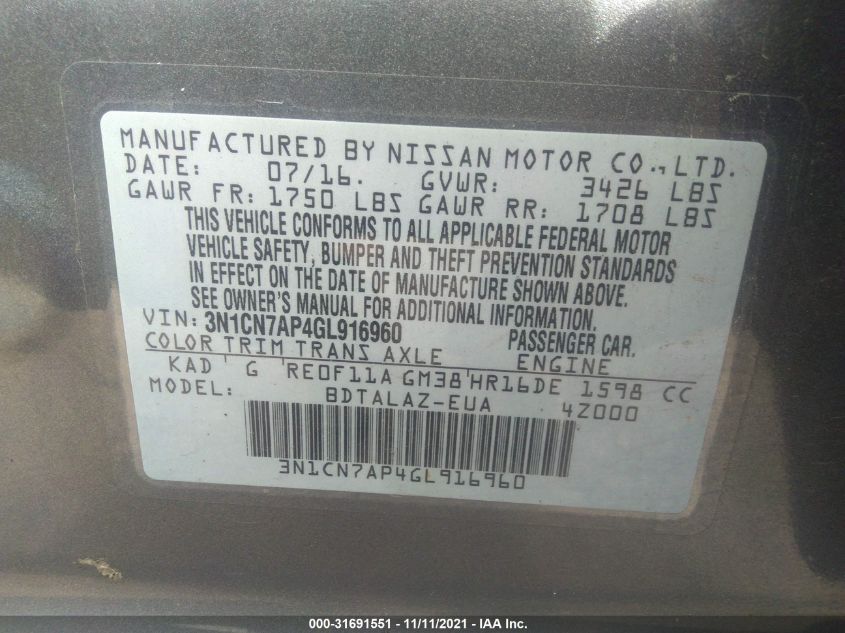 MANUFACTURED BY NISSAN MOTOR CO., LTD.
DATE: 07/16. GVWR: 3426 LBS
GAWR FR: 1750 LBS GAWR RR: 1708 LBS
THIS VEHICLE CONFORMS TO ALL APPLICABLE FEDERAL MOTOR
VEHICLE SAFETY, BUMPER AND THEFT PREVENTION STANDARDS
IN EFFECT ON THE DATE OF MANUFACTURE SHOWN ABOVE.
SEE OWNER'S MANUAL FOR ADDITIONAL INFORMATION.
VIN: 3N1CN7AP4GL916960 PASSENGER CAR.
COLOR TRIM TRANS AXLE ENGINE
KAD ' G 'RE0F11A GM38'HR16DE 1598 CC
MODEL: BDTALAZ-EUA 4Z000
3N1CN7AP4GL916960
000-31691551 - 11/11/2021 - IAA Inc.